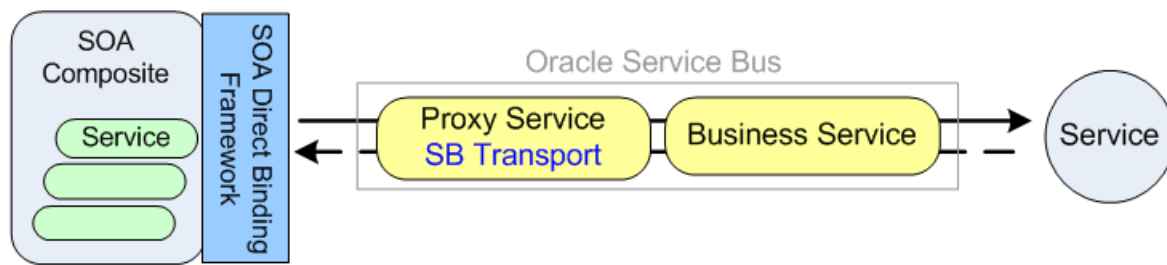 SOA
Composite
Service
SOA Direct Binding
Framework
Oracle Service Bus
Proxy Service
SB Transport
Business Service
Service